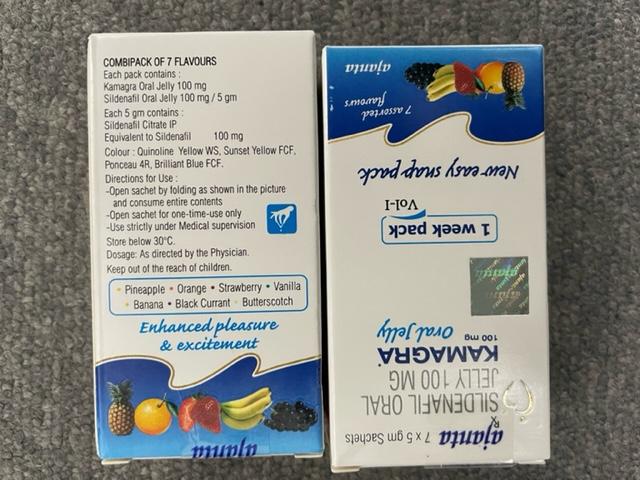 COMBIPACK OF 7 FLAVOURS
Each pack contains :
Kamagra Oral Jelly 100 mg
Sildenafil Oral Jelly 100 mg / 5 gm
Each 5 gm contains :
Sildenafil Citrate IP
Equivalent to Sildenafil 100 mg
Colour : Quinoline Yellow WS, Sunset Yellow FCF,
Ponceau 4R, Brilliant Blue FCF.
Directions for Use :
-Open sachet by folding as shown in the picture
and consume entire contents
-Open sachet for one-time-use only
-Use strictly under Medical supervision
Store below 30°C.
Dosage: As directed by the Physician.
Keep out of the reach of children.
• Pineapple • Orange • Strawberry • Vanilla
• Banana • Black Currant • Butterscotch
Enhanced pleasure
& excitement
ajanta
7 x 5 gm Sachets
Rx
ajanta
SILDENAFIL ORAL
JELLY 100 MG
KAMAGRA
100 mg
Oral Jelly
ajanta
1 week pack
Vol-I
New easy snap pack
7 assorted
flavours
ajanta